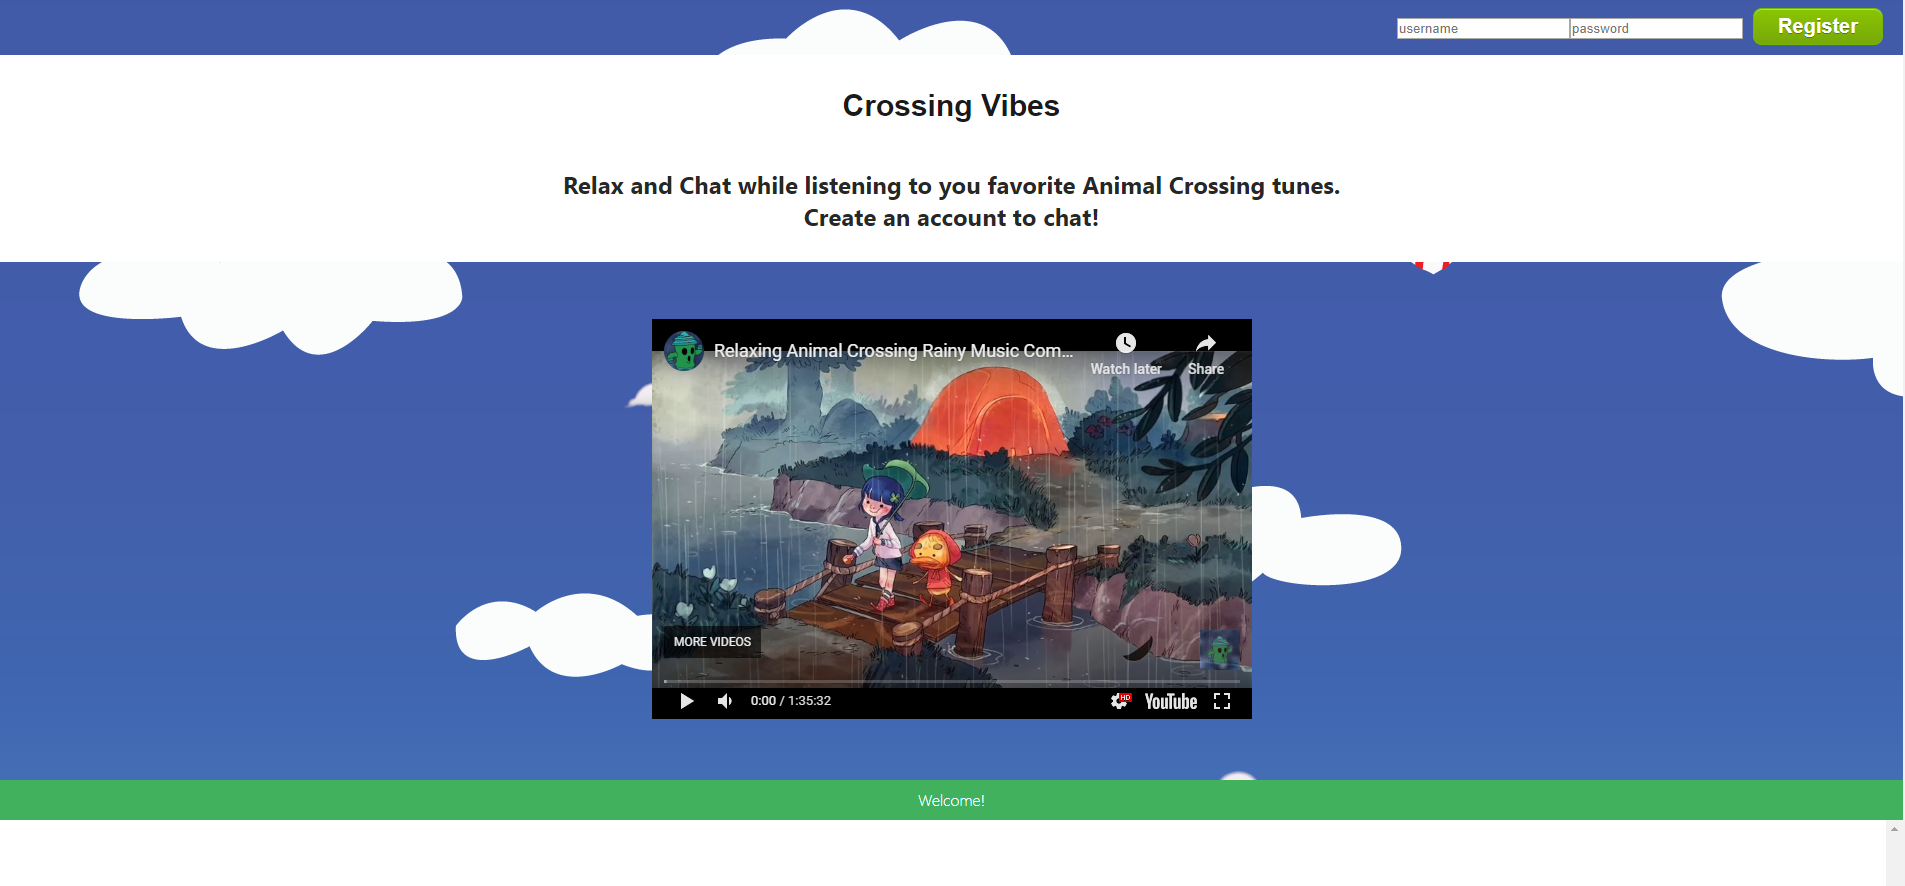 username password Register
Crossing Vibes
Relax and Chat while listening to you favorite Animal Crossing tunes.
Create an account to chat!
Relaxing Animal Crossing Rainy Music Com...
Watch later Share
MORE VIDEOS
0:00 / 1:35:32 HD YouTube
Welcome!